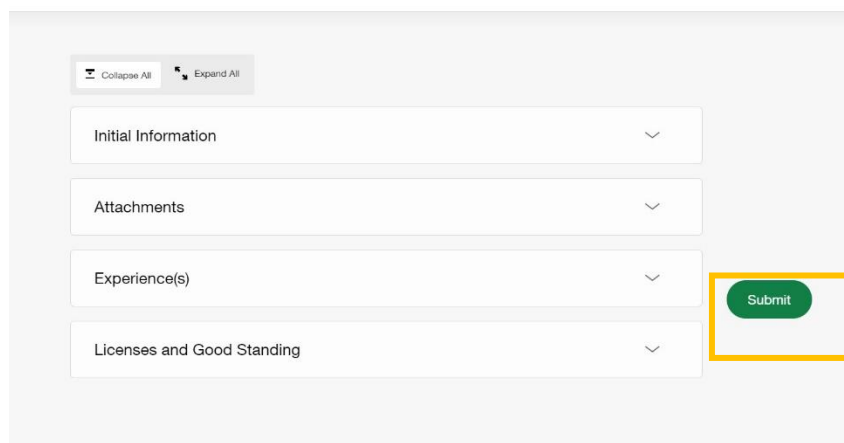 Collapse All Expand All
Initial Information
Attachments
Experience(s)
Submit
Licenses and Good Standing